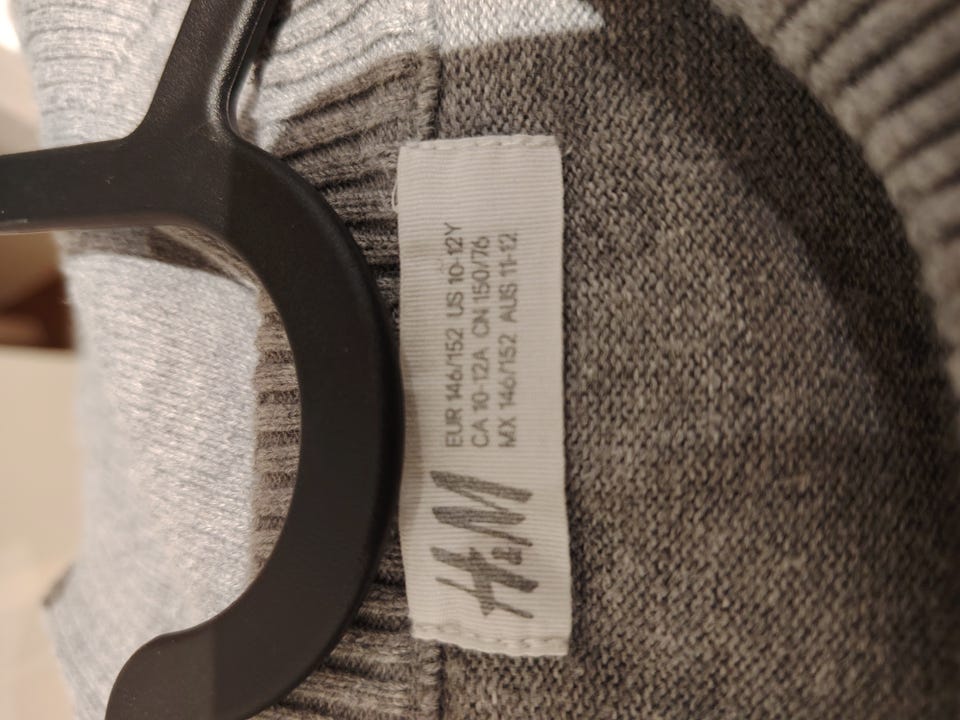 H&M
EUR 146/152 US 10-12Y
CA 10-12A CN 150/76
MX 146/152 AUS 11-12